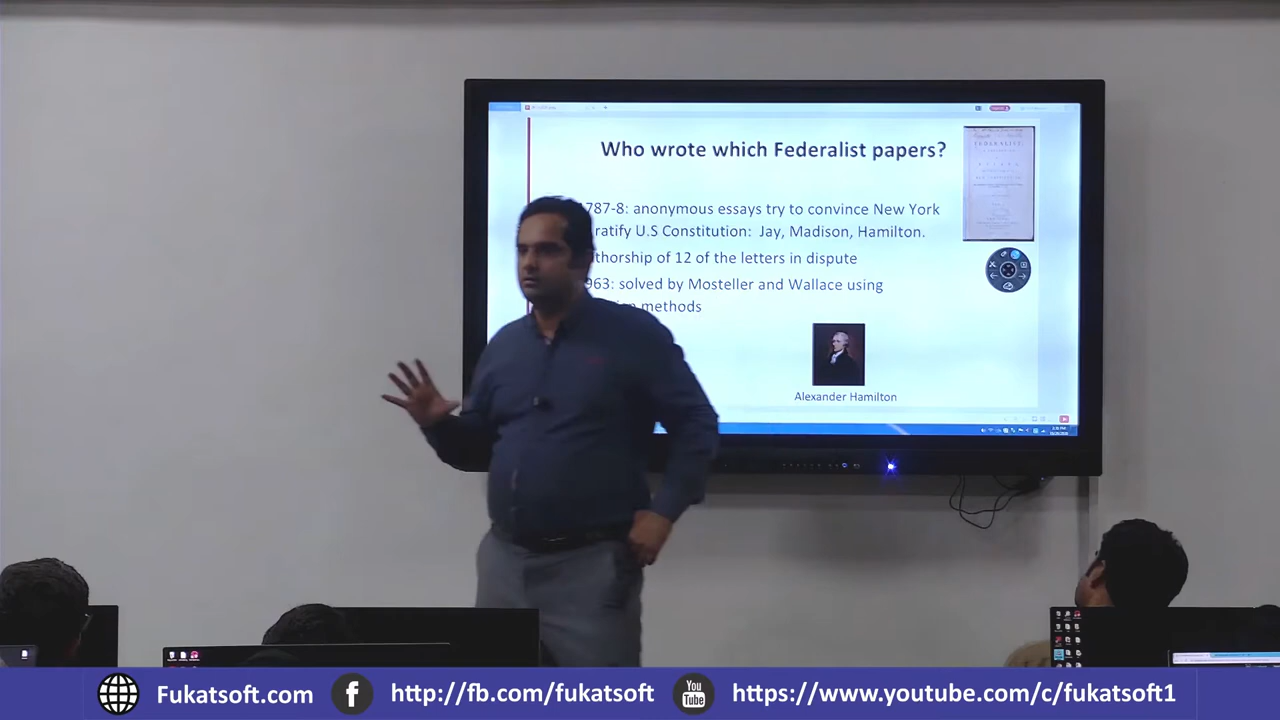 Who wrote which Federalist papers?
787-8: anonymous essays try to convince New York
ratify U.S Constitution: Jay, Madison, Hamilton.
thorship of 12 of the letters in dispute
963: solved by Mosteller and Wallace using
methods
Alexander Hamilton
Fukatsoft.com
f
http://fb.com/fukatsoft
You
Tube
https://www.youtube.com/c/fukatsoft1